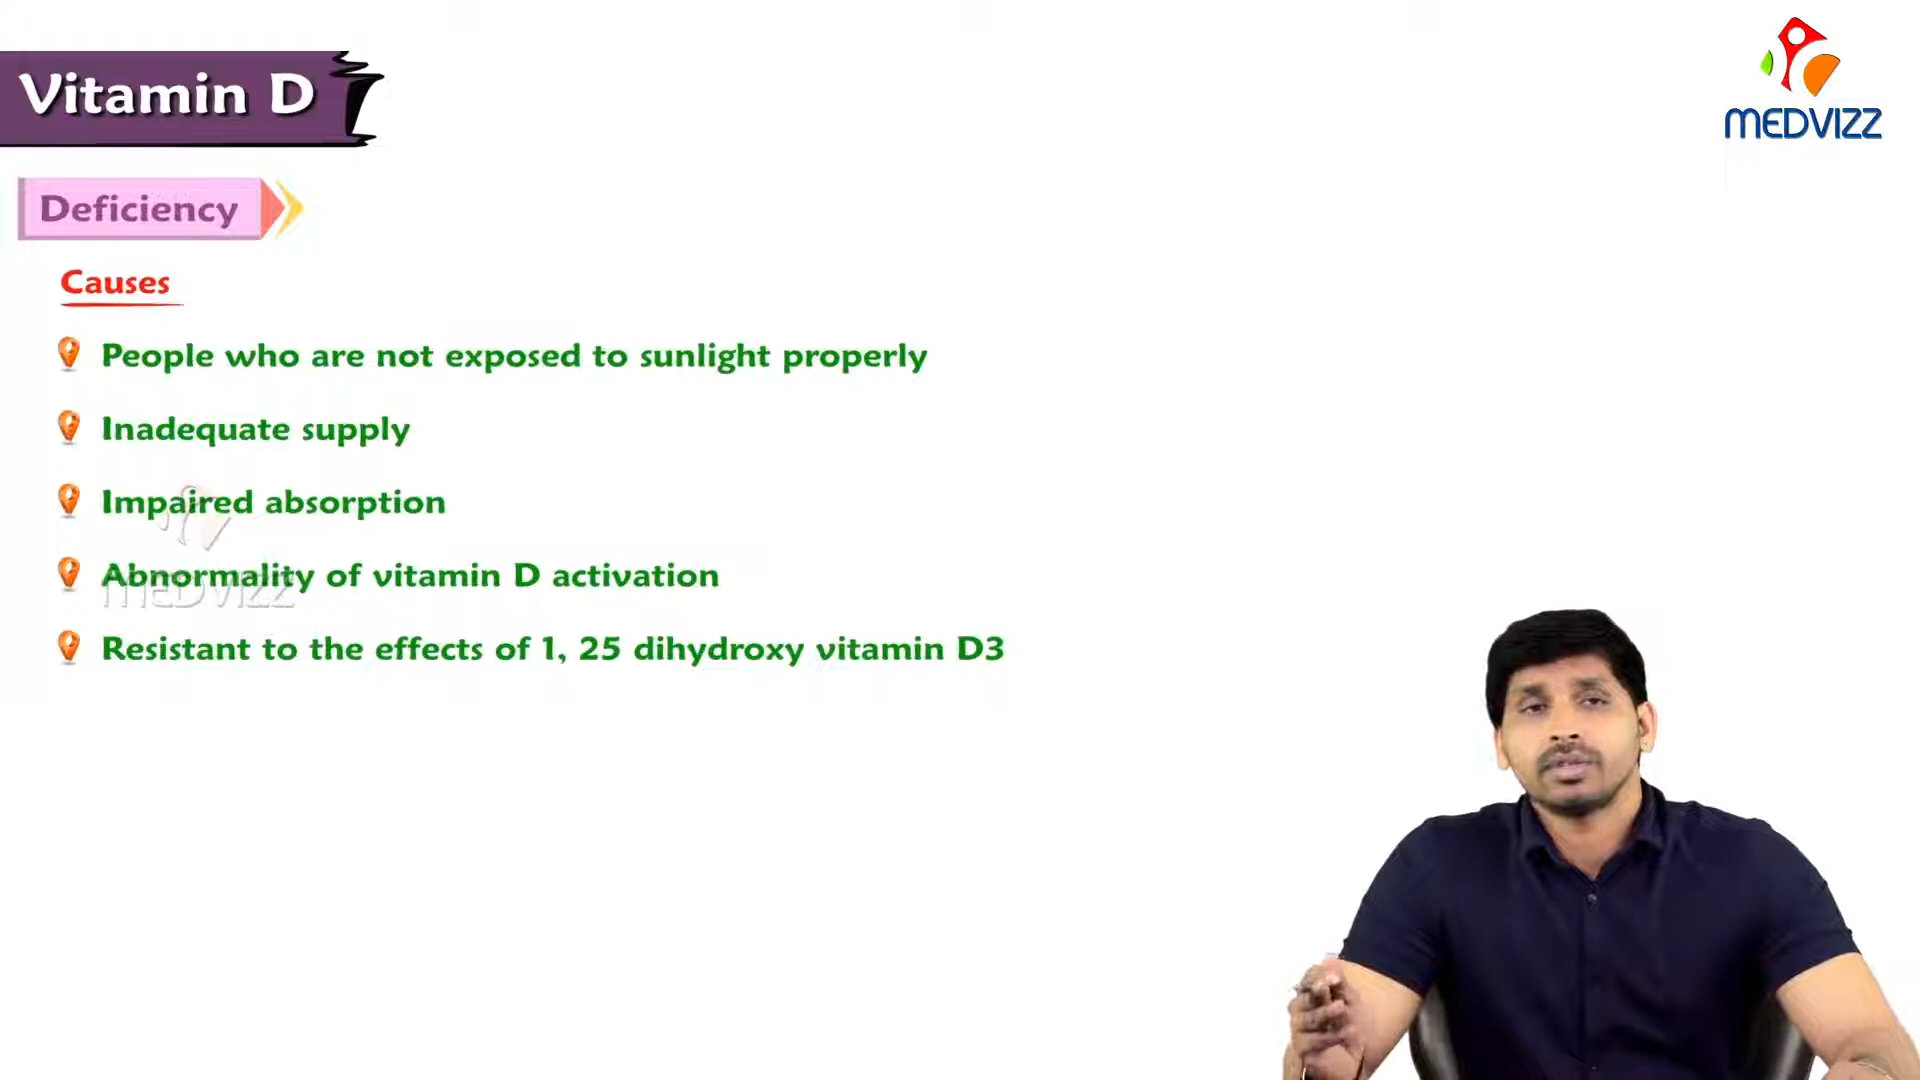 Vitamin D
MEDVIZZ
Deficiency
Causes
People who are not exposed to sunlight properly
Inadequate supply
Impaired absorption
Abnormality of vitamin D activation
MEDVIZZ
Resistant to the effects of 1, 25 dihydroxy vitamin D3